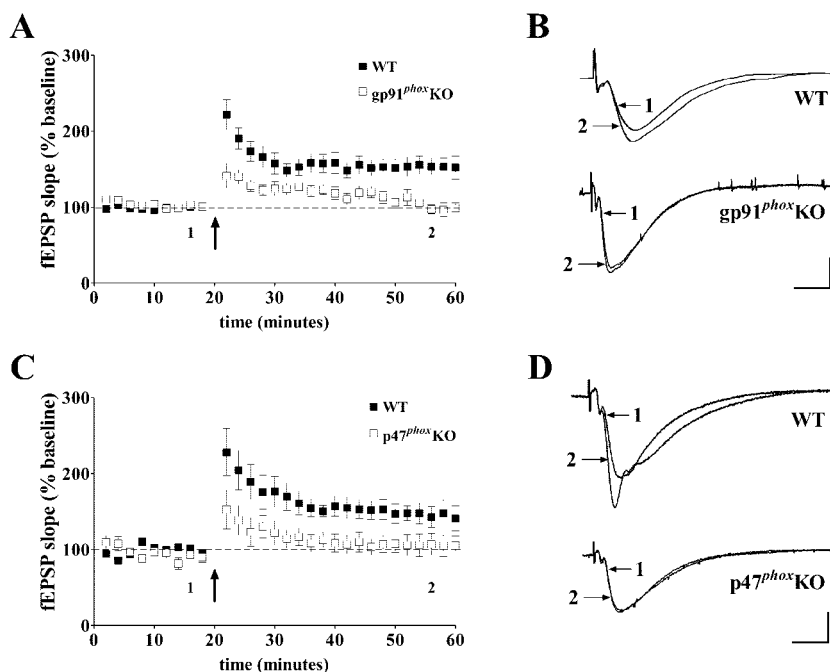 A
fEPSP slope (% baseline)
300
200
100
0
0
10
20
30
40
50
60
time (minutes)
WT
gp91phoxKO
1
2
B
1
2
WT
1
2
gp91phoxKO
C
fEPSP slope (% baseline)
300
200
100
0
0
10
20
30
40
50
60
time (minutes)
WT
p47phoxKO
1
2
D
1
2
WT
1
2
p47phoxKO